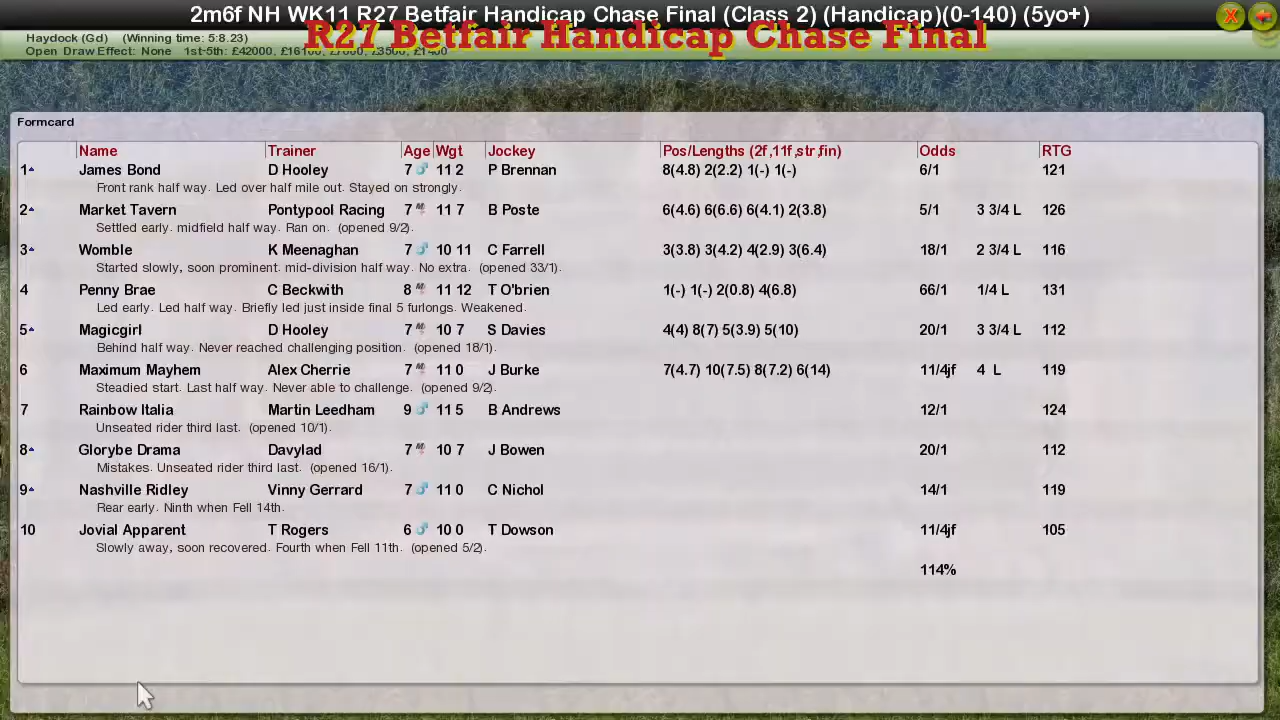 2m6f NH WK11 R27 Betfair Handicap Chase Final (Class 2) (Handicap)(0-140) (5yo+)
R27 Betfair Handicap Chase Final
Haydock (Gd) (Winning time: 5:8.23)
Open Draw Effect: None 1st-5th: £42000, £16100, £7000, £3500, £1400
Formcard
Name Trainer Age Wgt Jockey Pos/Lengths (2f,11f,str,fin) Odds RTG
1 James Bond D Hooley 7 11 2 P Brennan 8(4.8) 2(2.2) 1(-) 1(-) 6/1 121
Front rank half way. Led over half mile out. Stayed on strongly.
2 Market Tavern Pontypool Racing 7 11 7 B Poste 6(4.6) 6(6.6) 6(4.1) 2(3.8) 5/1 3 3/4 L 126
Settled early. midfield half way. Ran on. (opened 9/2).
3 Womble K Meenaghan 7 10 11 C Farrell 3(3.8) 3(4.2) 4(2.9) 3(6.4) 18/1 2 3/4 L 116
Started slowly, soon prominent. mid-division half way. No extra. (opened 33/1).
4 Penny Brae C Beckwith 8 11 12 T O'brien 1(-) 1(-) 2(0.8) 4(6.8) 66/1 1/4 L 131
Led early. Led half way. Briefly led just inside final 5 furlongs. Weakened.
5 Magicgirl D Hooley 7 10 7 S Davies 4(4) 8(7) 5(3.9) 5(10) 20/1 3 3/4 L 112
Behind half way. Never reached challenging position. (opened 18/1).
6 Maximum Mayhem Alex Cherrie 7 11 0 J Burke 7(4.7) 10(7.5) 8(7.2) 6(14) 11/4jf 4 L 119
Steadied start. Last half way. Never able to challenge. (opened 9/2).
7 Rainbow Italia Martin Leedham 9 11 5 B Andrews 12/1 124
Unseated rider third last. (opened 10/1).
8 Glorybe Drama Davylad 7 10 7 J Bowen 20/1 112
Mistakes. Unseated rider third last. (opened 16/1).
9 Nashville Ridley Vinny Gerrard 7 11 0 C Nichol 14/1 119
Rear early. Ninth when Fell 14th.
10 Jovial Apparent T Rogers 6 10 0 T Dowson 11/4jf 105
Slowly away, soon recovered. Fourth when Fell 11th. (opened 5/2).
114%